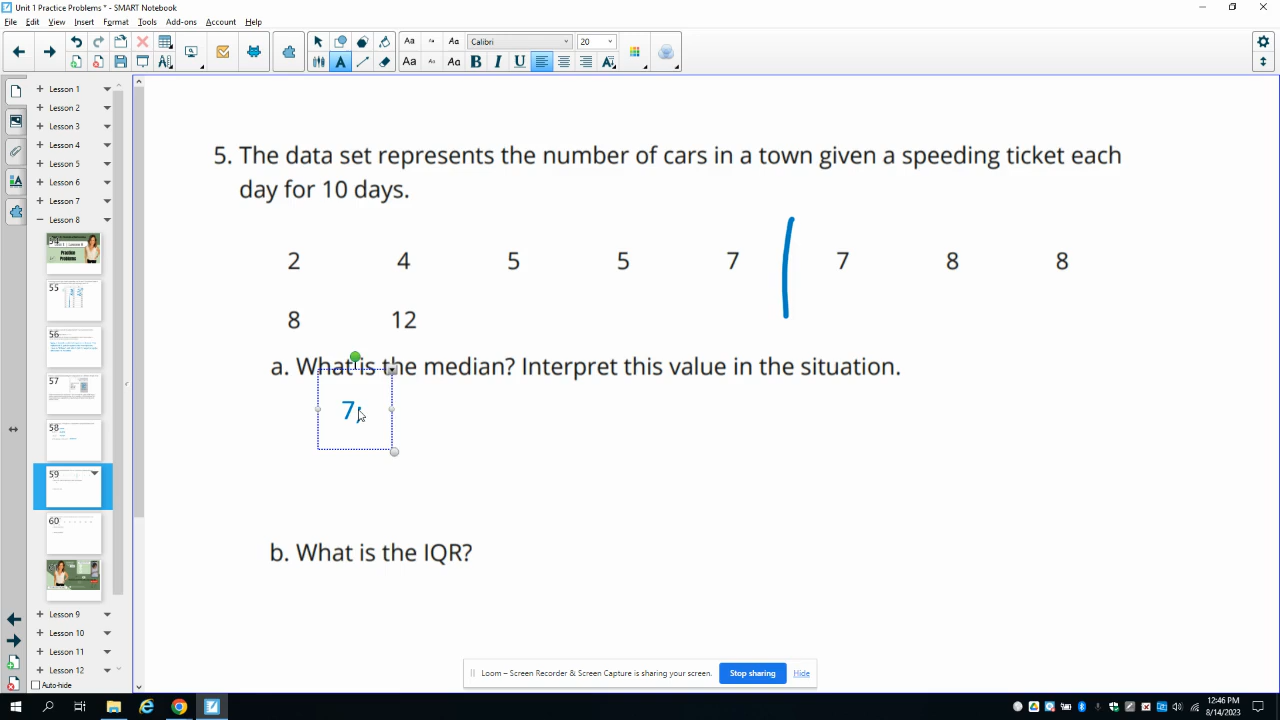 Unit 1 Practice Problems * - SMART Notebook
File Edit View Insert Format Tools Add-ons Account Help
Calibri 20
Lesson 1
Lesson 2
Lesson 3
Lesson 4
Lesson 5
Lesson 6
Lesson 7
Lesson 8
54
Practice
Problems
55
56
57
58
59
60
Lesson 9
Lesson 10
Lesson 11
Lesson 12
Auto-hide
5. The data set represents the number of cars in a town given a speeding ticket each
day for 10 days.
2 4 5 5 7 7 8 8
8 12
a. What is the median? Interpret this value in the situation.
7,
b. What is the IQR?
Loom – Screen Recorder & Screen Capture is sharing your screen. Stop sharing Hide
12:46 PM
8/14/2023